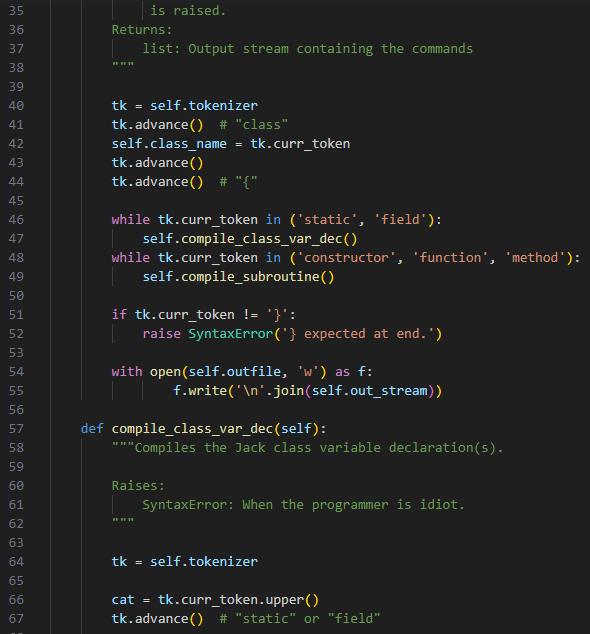 35 is raised.
36 Returns:
37 list: Output stream containing the commands
38 """
39
40 tk = self.tokenizer
41 tk.advance() # "class"
42 self.class_name = tk.curr_token
43 tk.advance()
44 tk.advance() # "{"
45
46 while tk.curr_token in ('static', 'field'):
47 self.compile_class_var_dec()
48 while tk.curr_token in ('constructor', 'function', 'method'):
49 self.compile_subroutine()
50
51 if tk.curr_token != '}':
52 raise SyntaxError('} expected at end.')
53
54 with open(self.outfile, 'w') as f:
55 f.write('\n'.join(self.out_stream))
56
57 def compile_class_var_dec(self):
58 """Compiles the Jack class variable declaration(s).
59
60 Raises:
61 SyntaxError: When the programmer is idiot.
62 """
63
64 tk = self.tokenizer
65
66 cat = tk.curr_token.upper()
67 tk.advance() # "static" or "field"